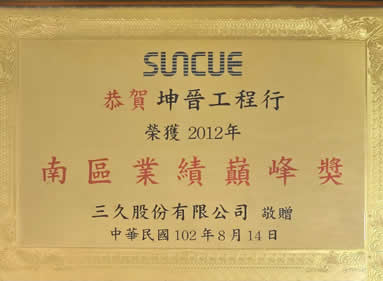 SUNCUE
恭賀 坤晉工程行
榮獲 2012年
南區業績巔峰獎
三久股份有限公司 敬贈
中華民國102年8月14日